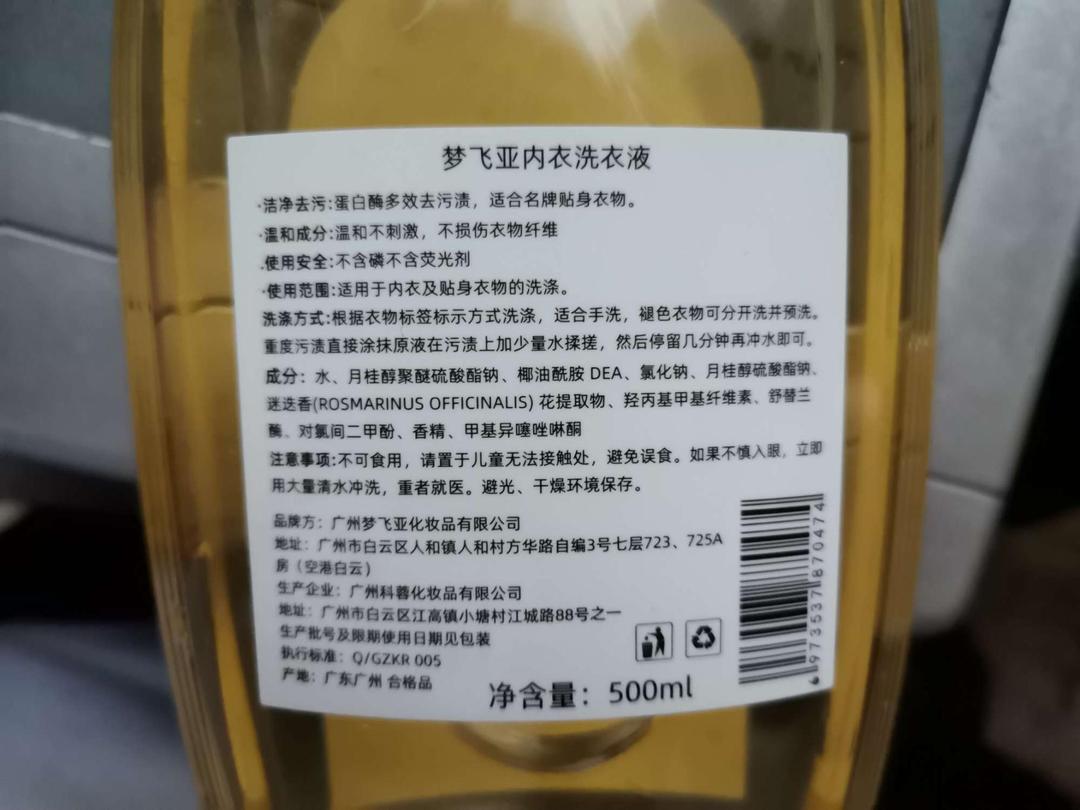 梦飞亚内衣洗衣液
·洁净去污:蛋白酶多效去污渍，适合名牌贴身衣物。
·温和成分:温和不刺激，不损伤衣物纤维
·使用安全:不含磷不含荧光剂
·使用范围:适用于内衣及贴身衣物的洗涤。
洗涤方式:根据衣物标签标示方式洗涤，适合手洗，褪色衣物可分开洗并预洗。
重度污渍直接涂抹原液在污渍上加少量水揉搓，然后停留几分钟再冲水即可。
成分：水、月桂醇聚醚硫酸酯钠、椰油酰胺 DEA、氯化钠、月桂醇硫酸酯钠、
迷迭香(ROSMARINUS OFFICINALIS) 花提取物、羟丙基甲基纤维素、舒替兰
酶、对氯间二甲酚、香精、甲基异噻唑啉酮
注意事项:不可食用，请置于儿童无法接触处，避免误食。如果不慎入眼，立即
用大量清水冲洗，重者就医。避光、干燥环境保存。
品牌方：广州梦飞亚化妆品有限公司
地址：广州市白云区人和镇人和村方华路自编3号七层723、725A
房（空港白云）
生产企业：广州科蓉化妆品有限公司
地址：广州市白云区江高镇小塘村江城路88号之一
生产批号及限期使用日期见包装
执行标准：Q/GZKR 005
产地：广东广州 合格品
净含量：500ml
6973537870474